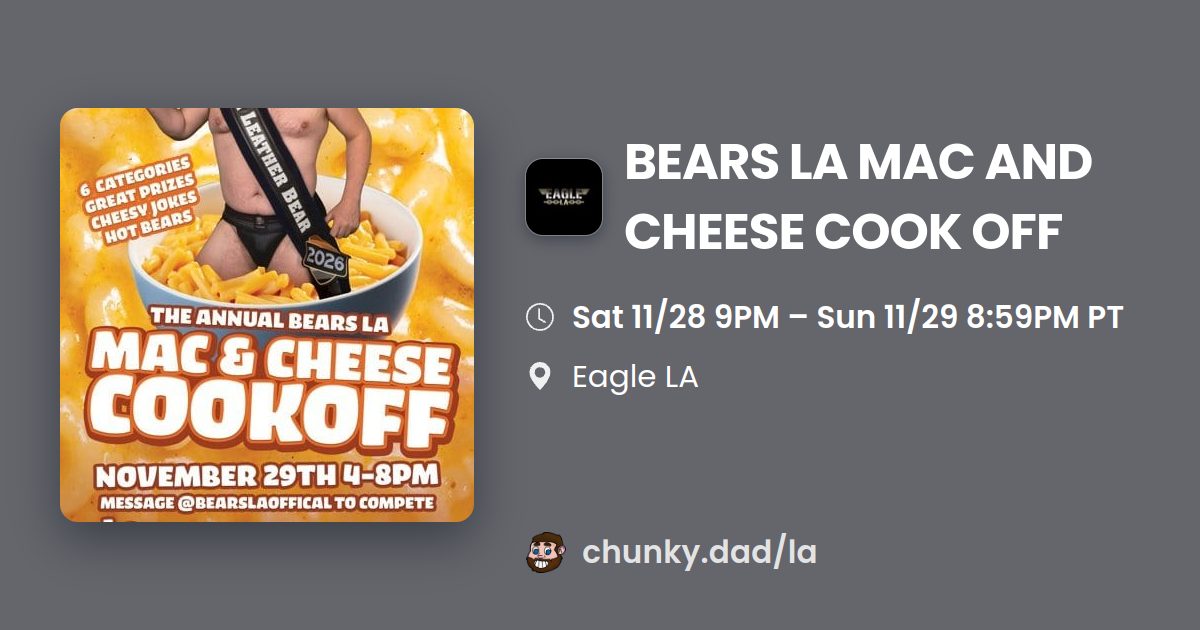 LEATHER BEAR
2026
6 CATEGORIES
GREAT PRIZES
CHEESY JOKES
HOT BEARS
THE ANNUAL BEARS LA
MAC & CHEESE
COOKOFF
NOVEMBER 29TH 4-8PM
MESSAGE @BEARSLAOFFICAL TO COMPETE
EAGLE
LA
BEARS LA MAC AND
CHEESE COOK OFF
Sat 11/28 9PM – Sun 11/29 8:59PM PT
Eagle LA
chunky.dad/la